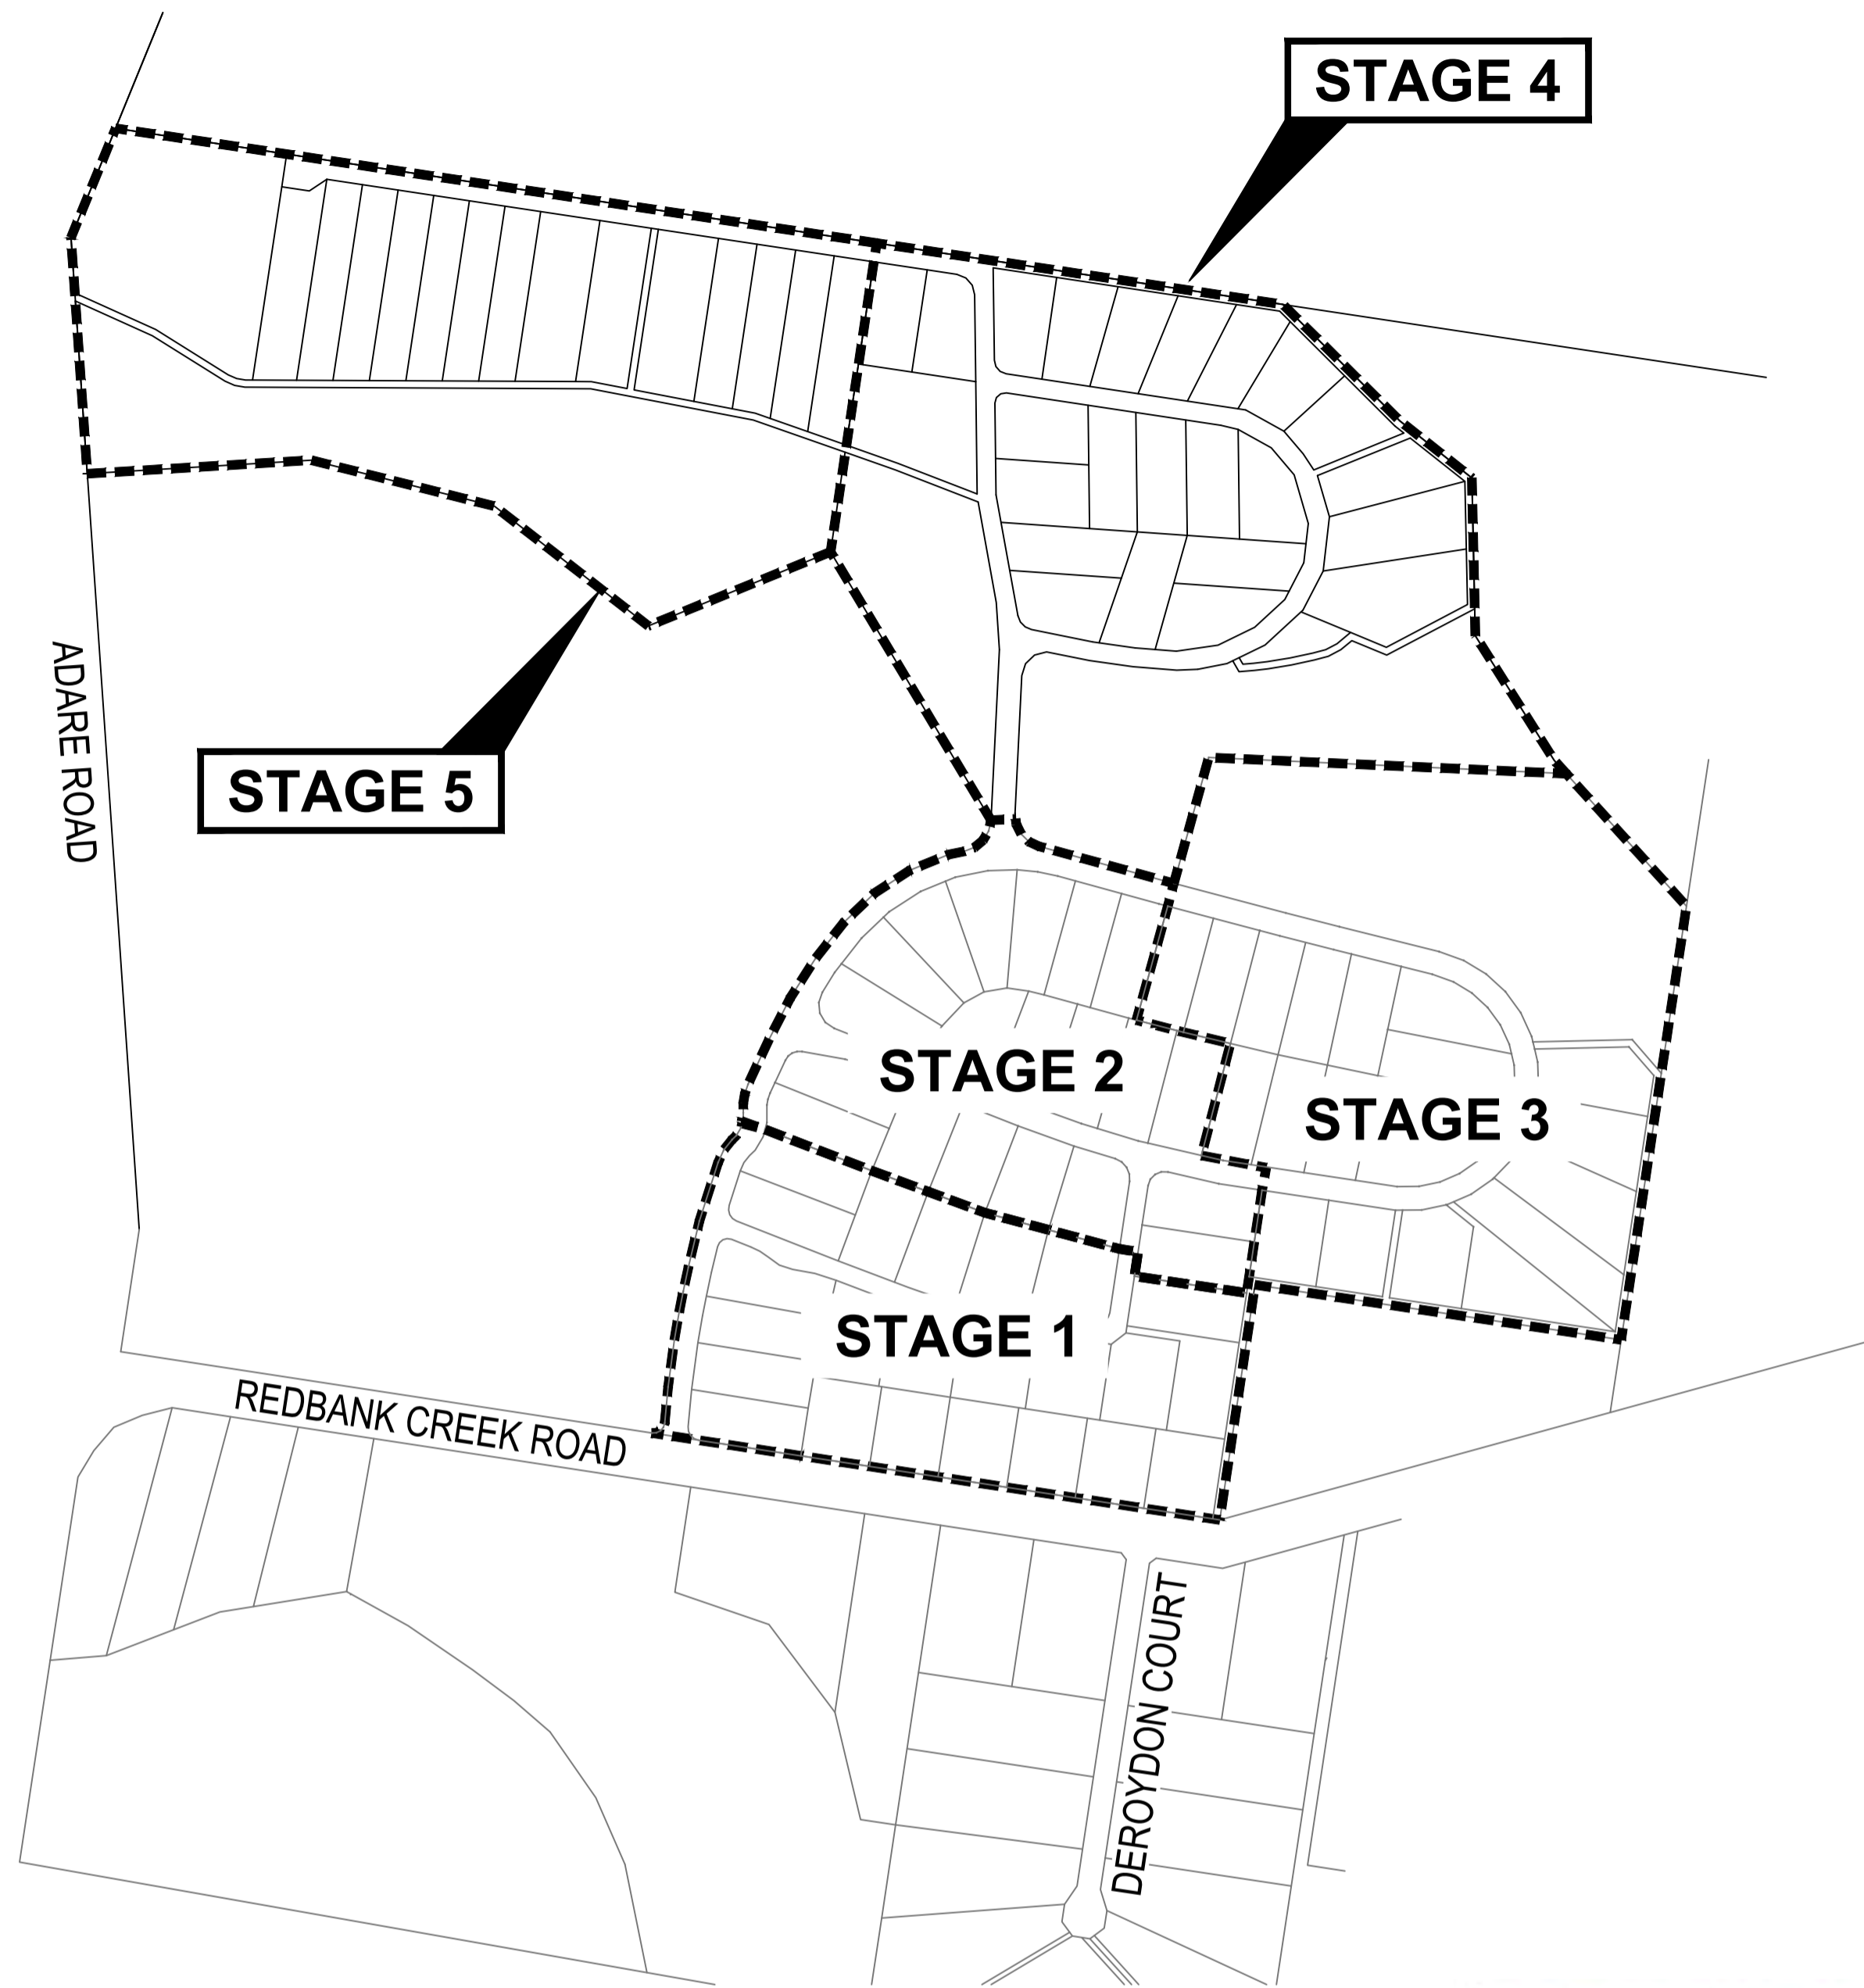 STAGE 4
ADARE ROAD
STAGE 5
STAGE 2
STAGE 3
STAGE 1
REDBANK CREEK ROAD
DEROYDON COURT